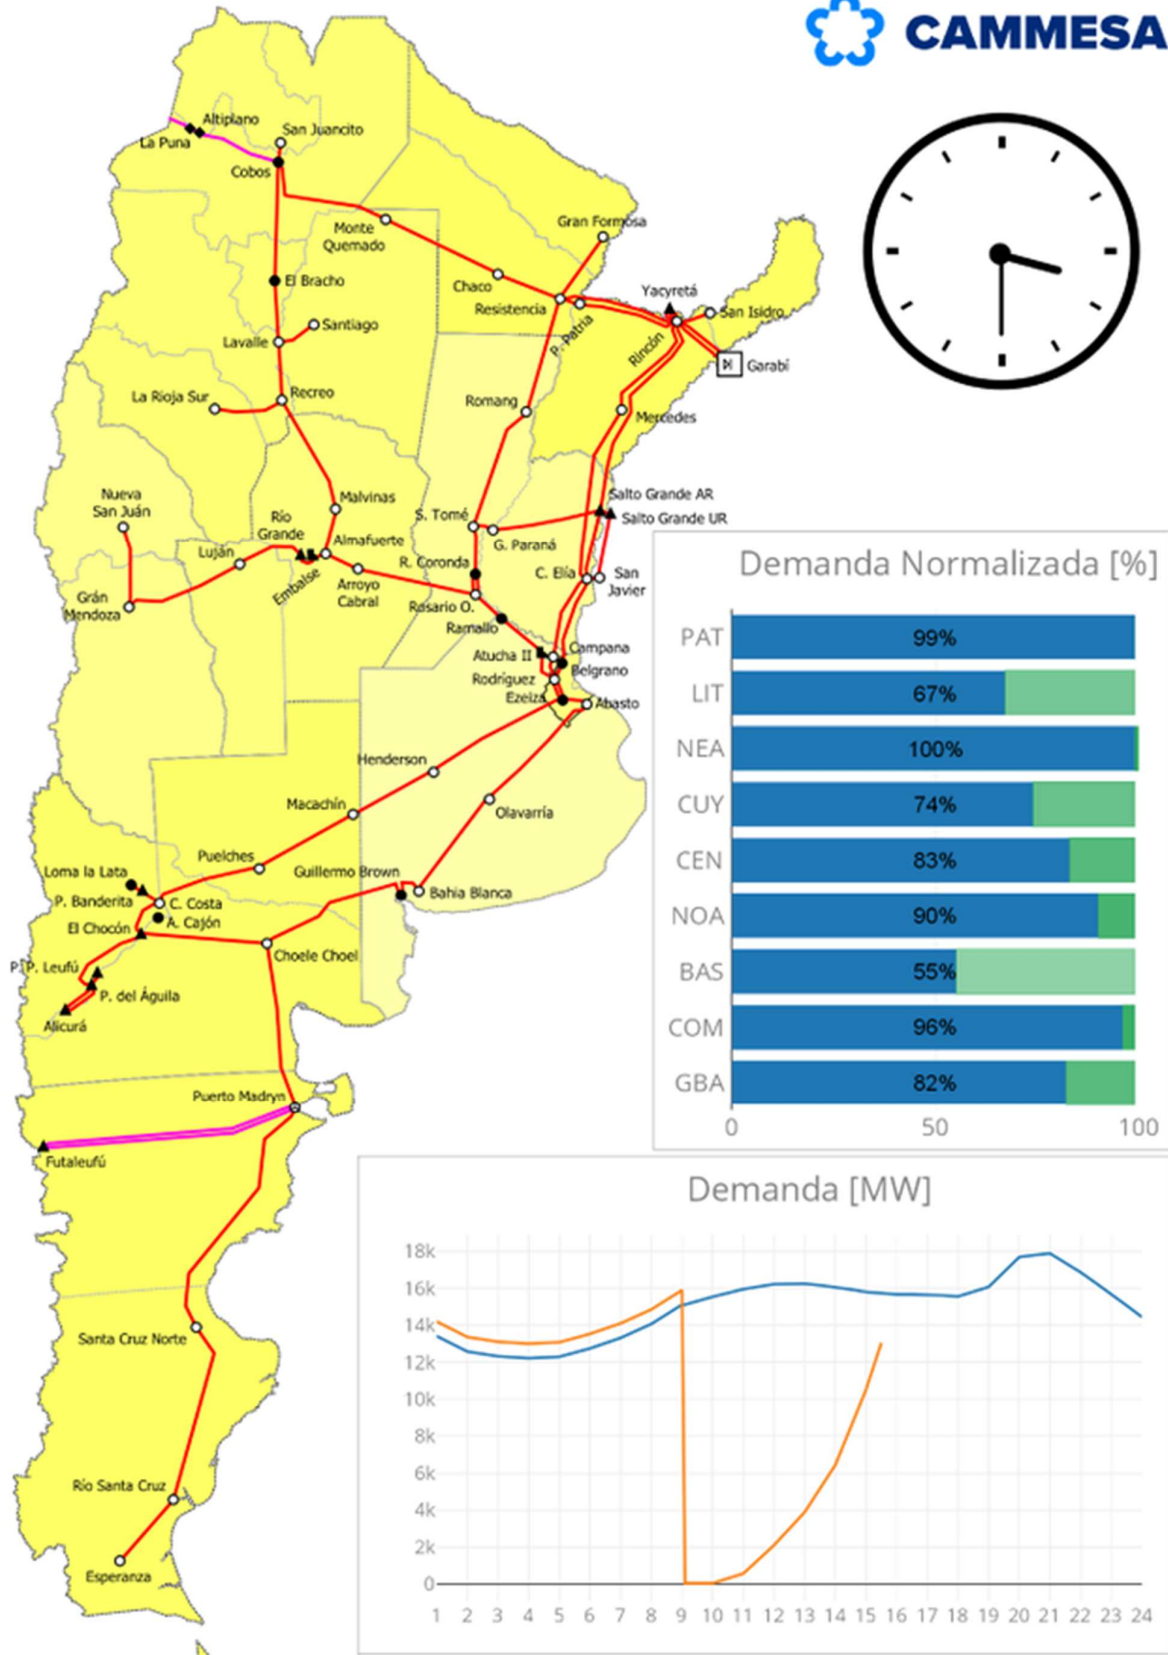 CAMMESA
Altiplano
San Juancito
La Puna
Cobos
Monte
Quemado
Gran Formosa
El Bracho
Chaco
Yacyretá
Resistencia
P. Patria
San Isidro
Santiago
Lavalle
Rincón
Garabí
La Rioja Sur
Recreo
Romang
Mercedes
Nueva
San Juán
Malvinas
Salto Grande AR
Río
Grande
S. Tomé
Salto Grande UR
Almafuerte
G. Paraná
Luján
R. Coronda
C. Elía
San
Javier
Embalse
Arroyo
Cabral
Grán
Mendoza
Rosario O.
Ramallo
Campana
Atucha II
Belgrano
Rodríguez
Ezeiza
Abasto
Henderson
Macachín
Olavarría
Puelches
Loma la Lata
Guillermo Brown
Bahia Blanca
P. Banderita
C. Costa
A. Cajón
El Chocón
Choele Choel
P. P. Leufú
P. del Águila
Alicurá
Puerto Madryn
Futaleufú
Santa Cruz Norte
Río Santa Cruz
Esperanza
Demanda Normalizada [%]
PAT 99%
LIT 67%
NEA 100%
CUY 74%
CEN 83%
NOA 90%
BAS 55%
COM 96%
GBA 82%
0 50 100
Demanda [MW]
18k
16k
14k
12k
10k
8k
6k
4k
2k
0
1 2 3 4 5 6 7 8 9 10 11 12 13 14 15 16 17 18 19 20 21 22 23 24